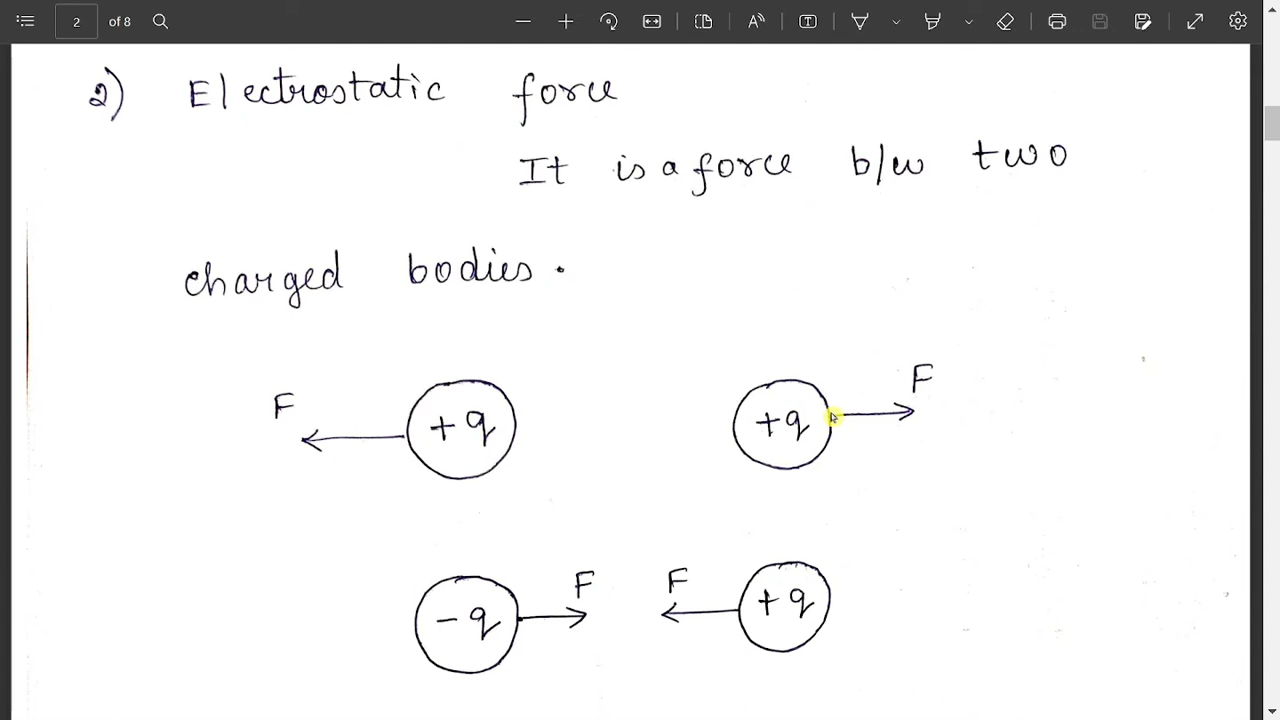 2 of 8
2) Electrostatic force
It is a force b/w two
charged bodies.
F +q +q F
-q F F +q